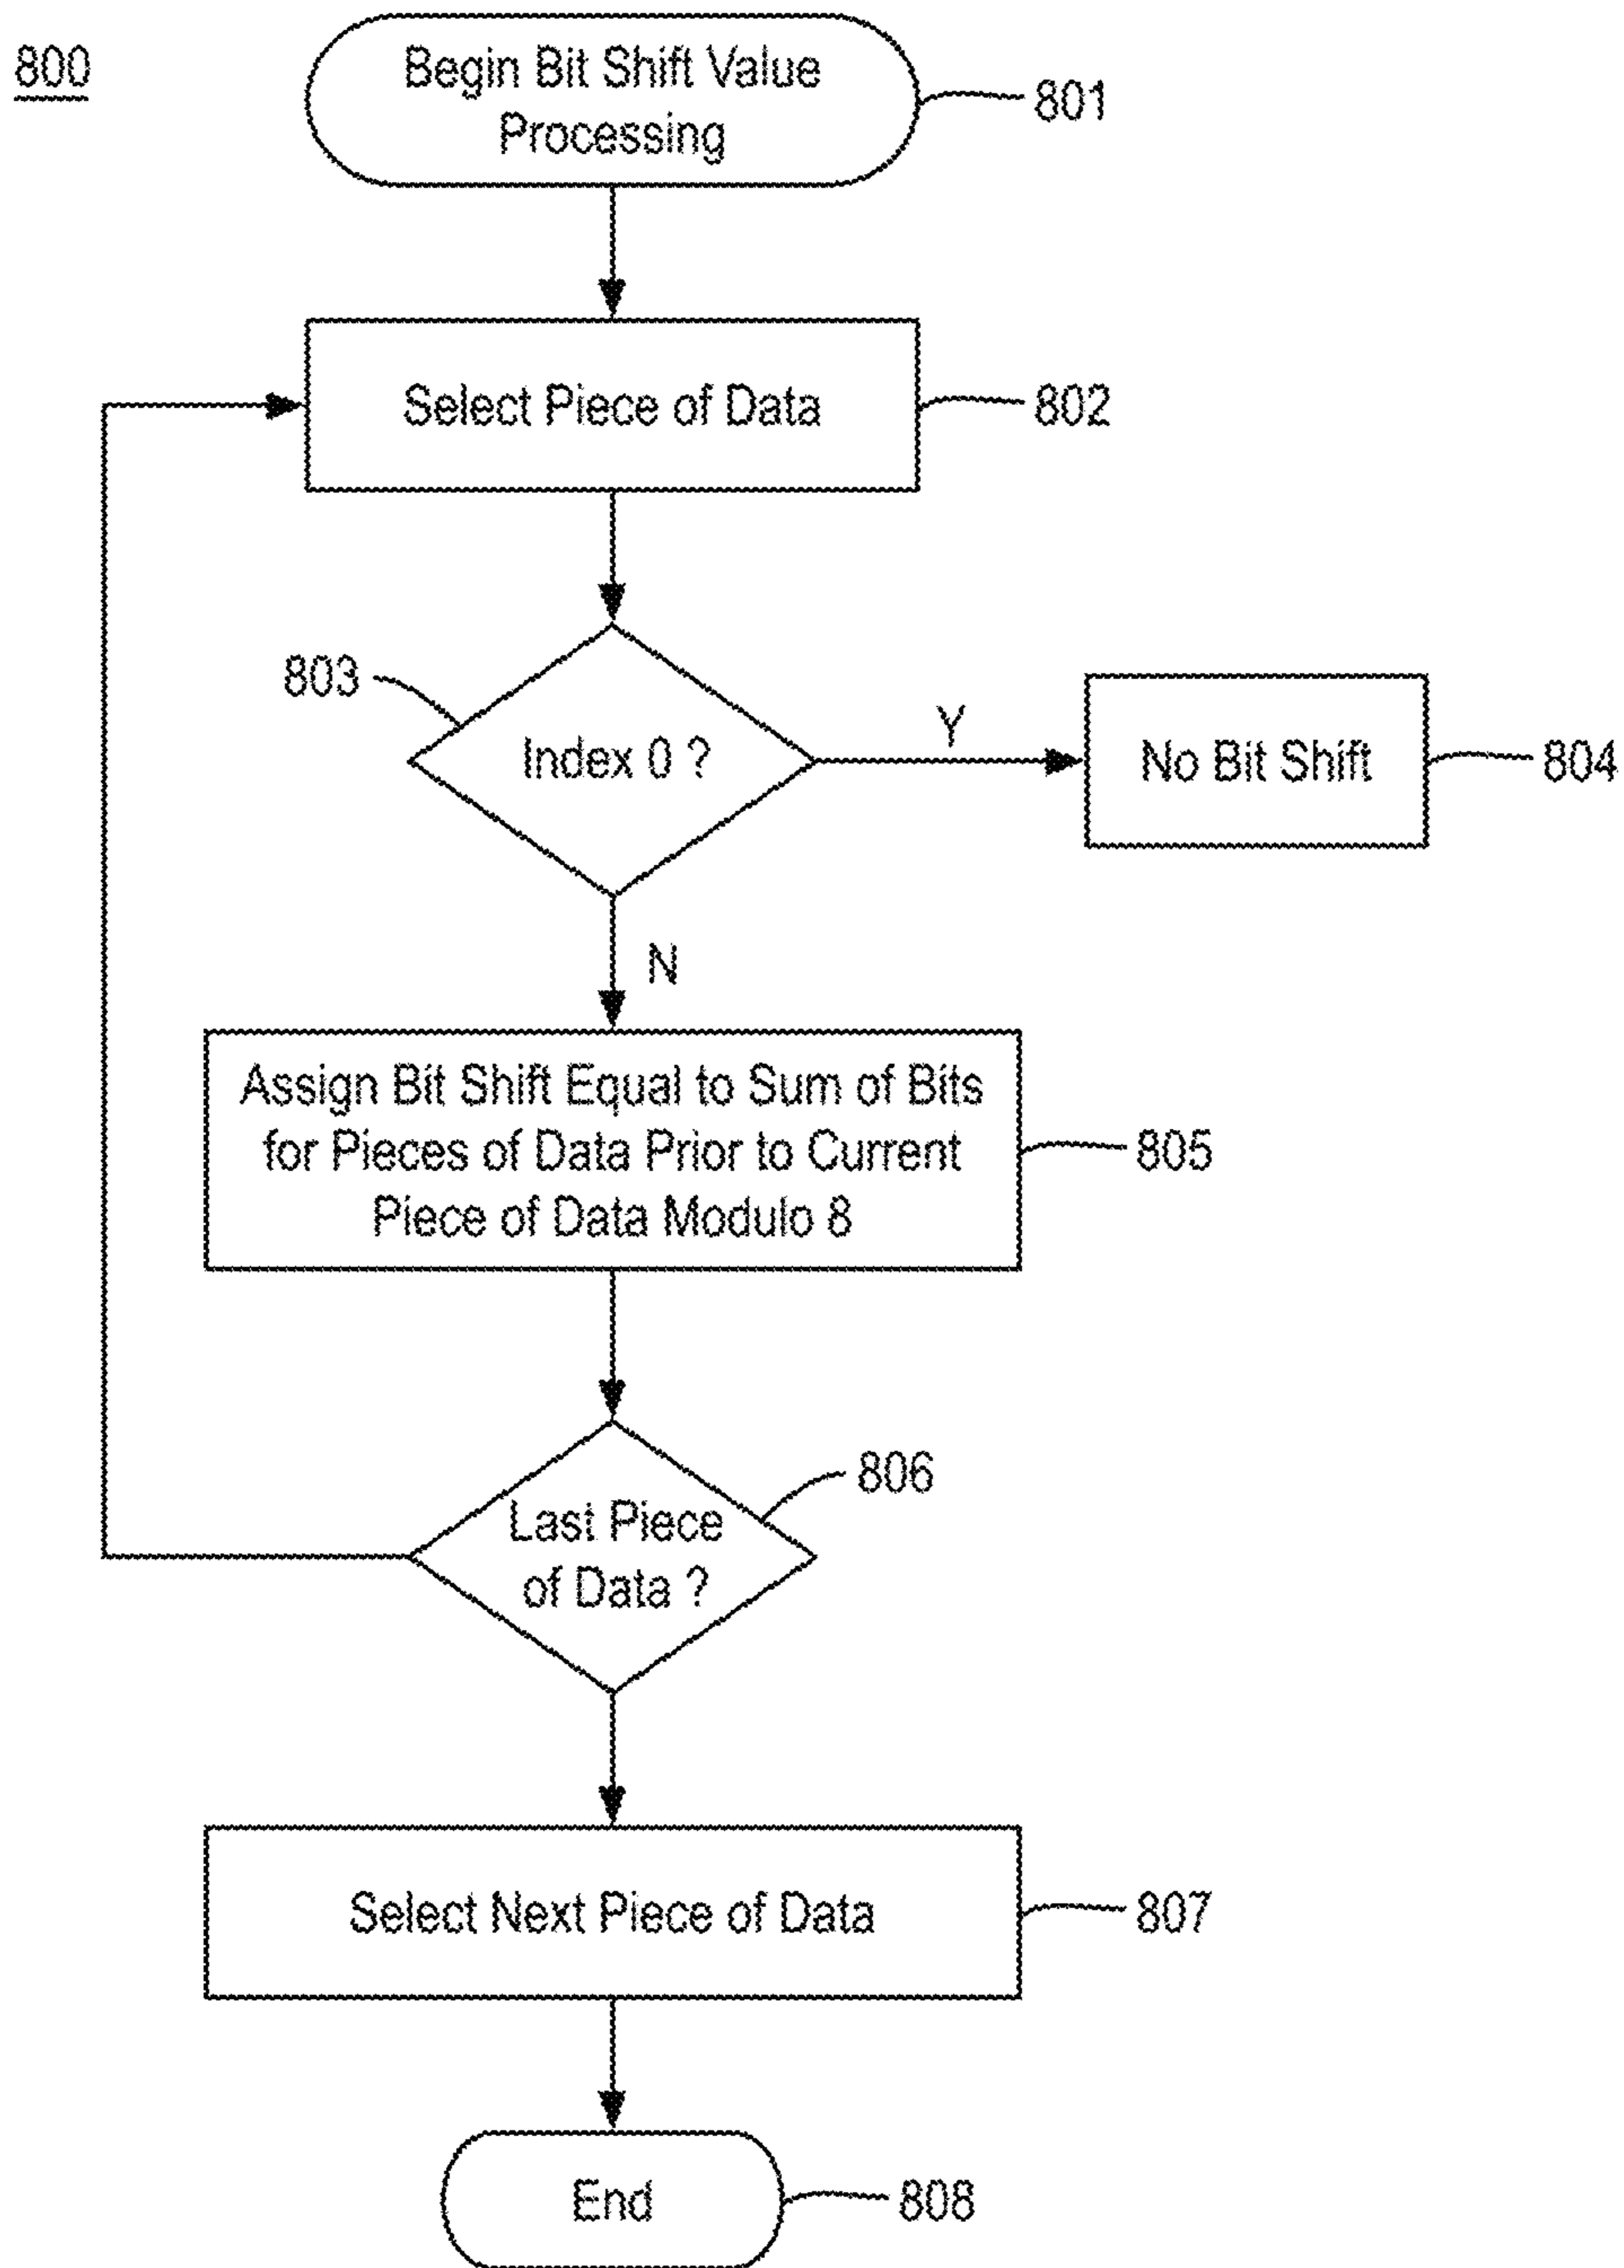 800
Begin Bit Shift Value
Processing
801
Select Piece of Data
802
803
Index 0 ?
Y
No Bit Shift
804
N
Assign Bit Shift Equal to Sum of Bits
for Pieces of Data Prior to Current
Piece of Data Modulo 8
805
806
Last Piece
of Data ?
Select Next Piece of Data
807
End
808